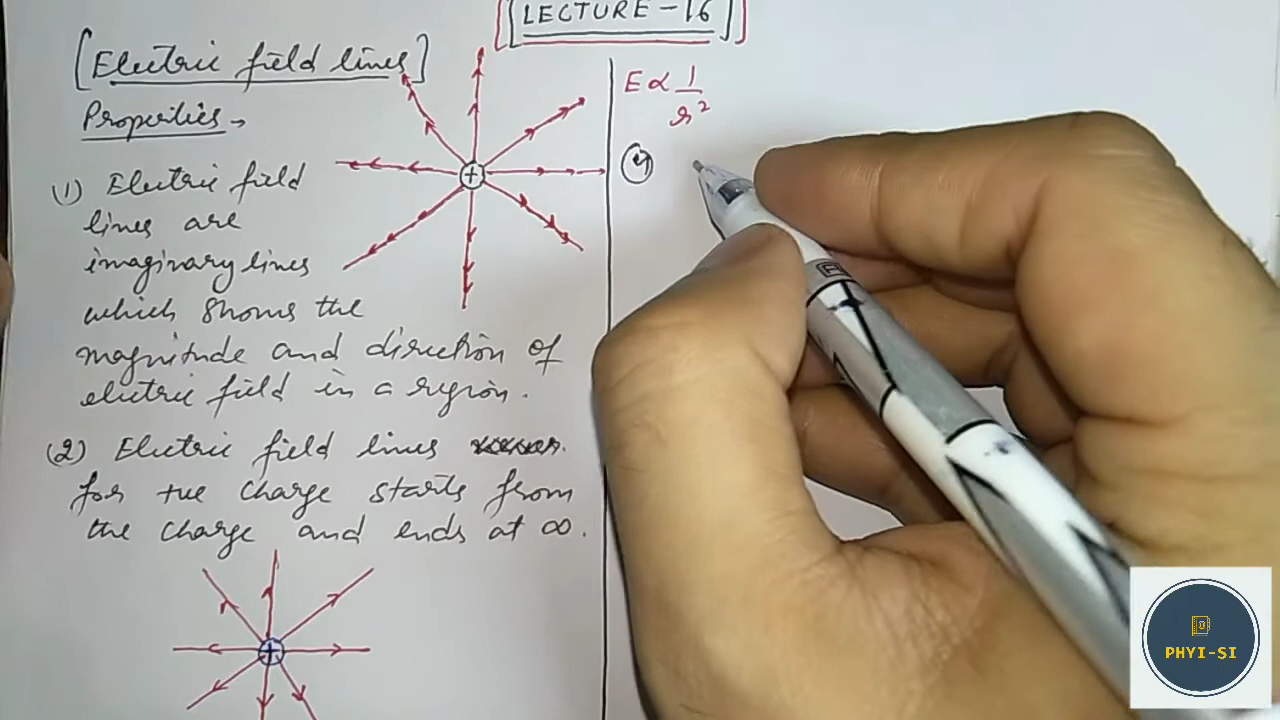 [[LECTURE-16]]
[Electric field lines]
Properties →
(1) Electric field
lines are
imaginary lines
which shows the
magnitude and direction of
electric field in a region.
(2) Electric field lines
for +ve charge starts from
the charge and ends at ∞.
+
+
E ∝ 1/r²
(4)
PHYI-SI